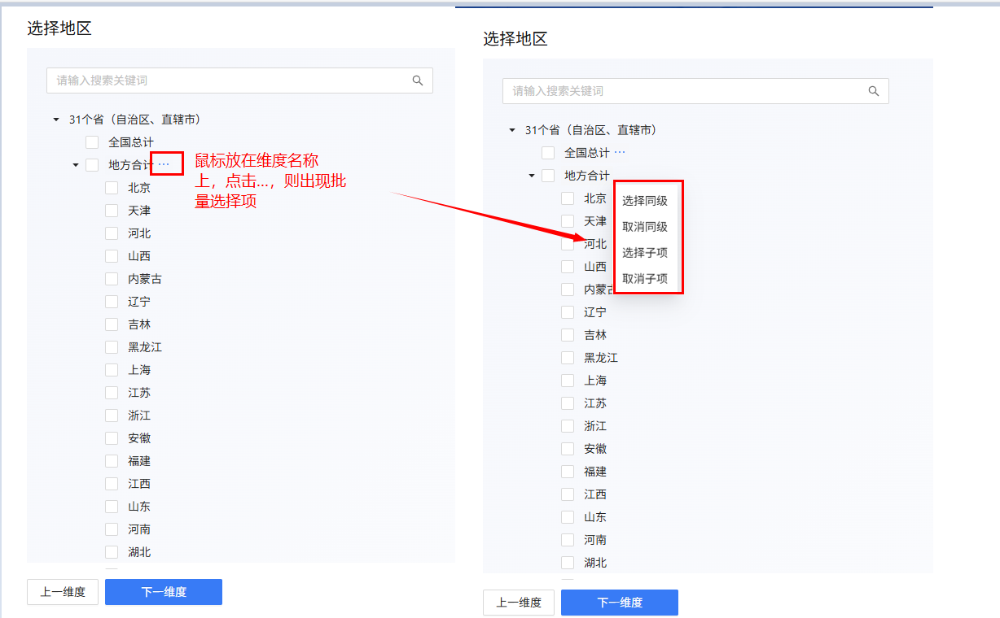 选择地区
请输入搜索关键词
31个省（自治区、直辖市）
全国总计
地方合计 ...
北京
天津
河北
山西
内蒙古
辽宁
吉林
黑龙江
上海
江苏
浙江
安徽
福建
江西
山东
河南
湖北
上一维度
下一维度
鼠标放在维度名称
上，点击...，则出现批
量选择项
选择地区
请输入搜索关键词
31个省（自治区、直辖市）
全国总计 ...
地方合计
北京
天津
河北
山西
内蒙古
辽宁
吉林
黑龙江
上海
江苏
浙江
安徽
福建
江西
山东
河南
湖北
选择同级
取消同级
选择子项
取消子项
上一维度
下一维度